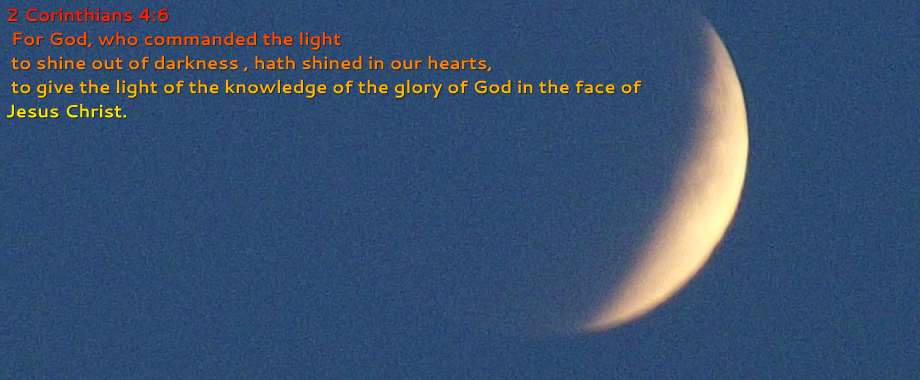 2 Corinthians 4:6
For God, who commanded the light
to shine out of darkness , hath shined in our hearts,
to give the light of the knowledge of the glory of God in the face of
Jesus Christ.